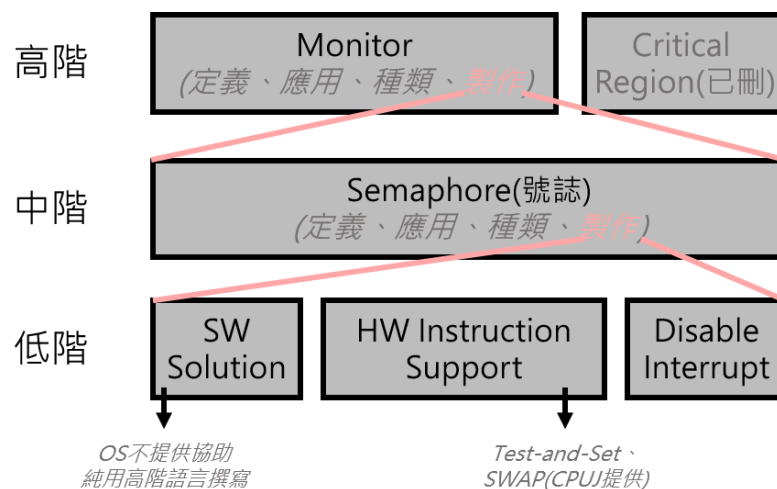 高階
Monitor
(定義、應用、種類、製作)
Critical
Region(已刪)
中階
Semaphore(號誌)
(定義、應用、種類、製作)
低階
SW
Solution
HW Instruction
Support
Disable
Interrupt
OS不提供協助
純用高階語言撰寫
Test-and-Set、
SWAP(CPUJ提供)